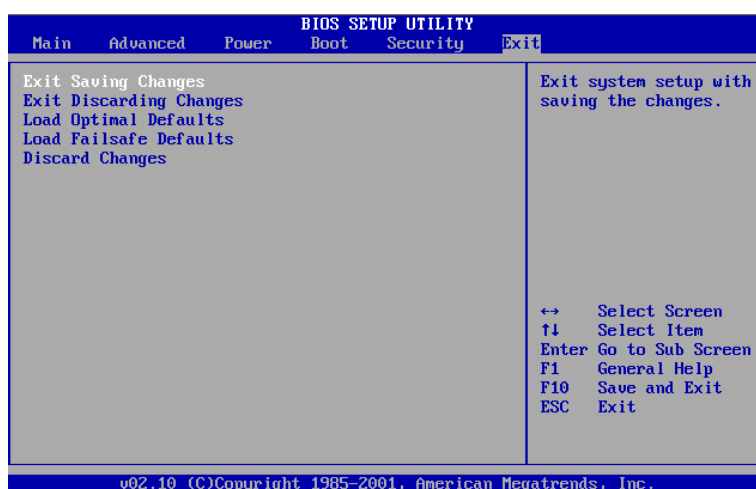 BIOS SETUP UTILITY
Main Advanced Power Boot Security Exit
Exit Saving Changes
Exit Discarding Changes
Load Optimal Defaults
Load Failsafe Defaults
Discard Changes
Exit system setup with
saving the changes.
↔ Select Screen
↑↓ Select Item
Enter Go to Sub Screen
F1 General Help
F10 Save and Exit
ESC Exit
v02.10 (C)Copyright 1985-2001, American Megatrends, Inc.